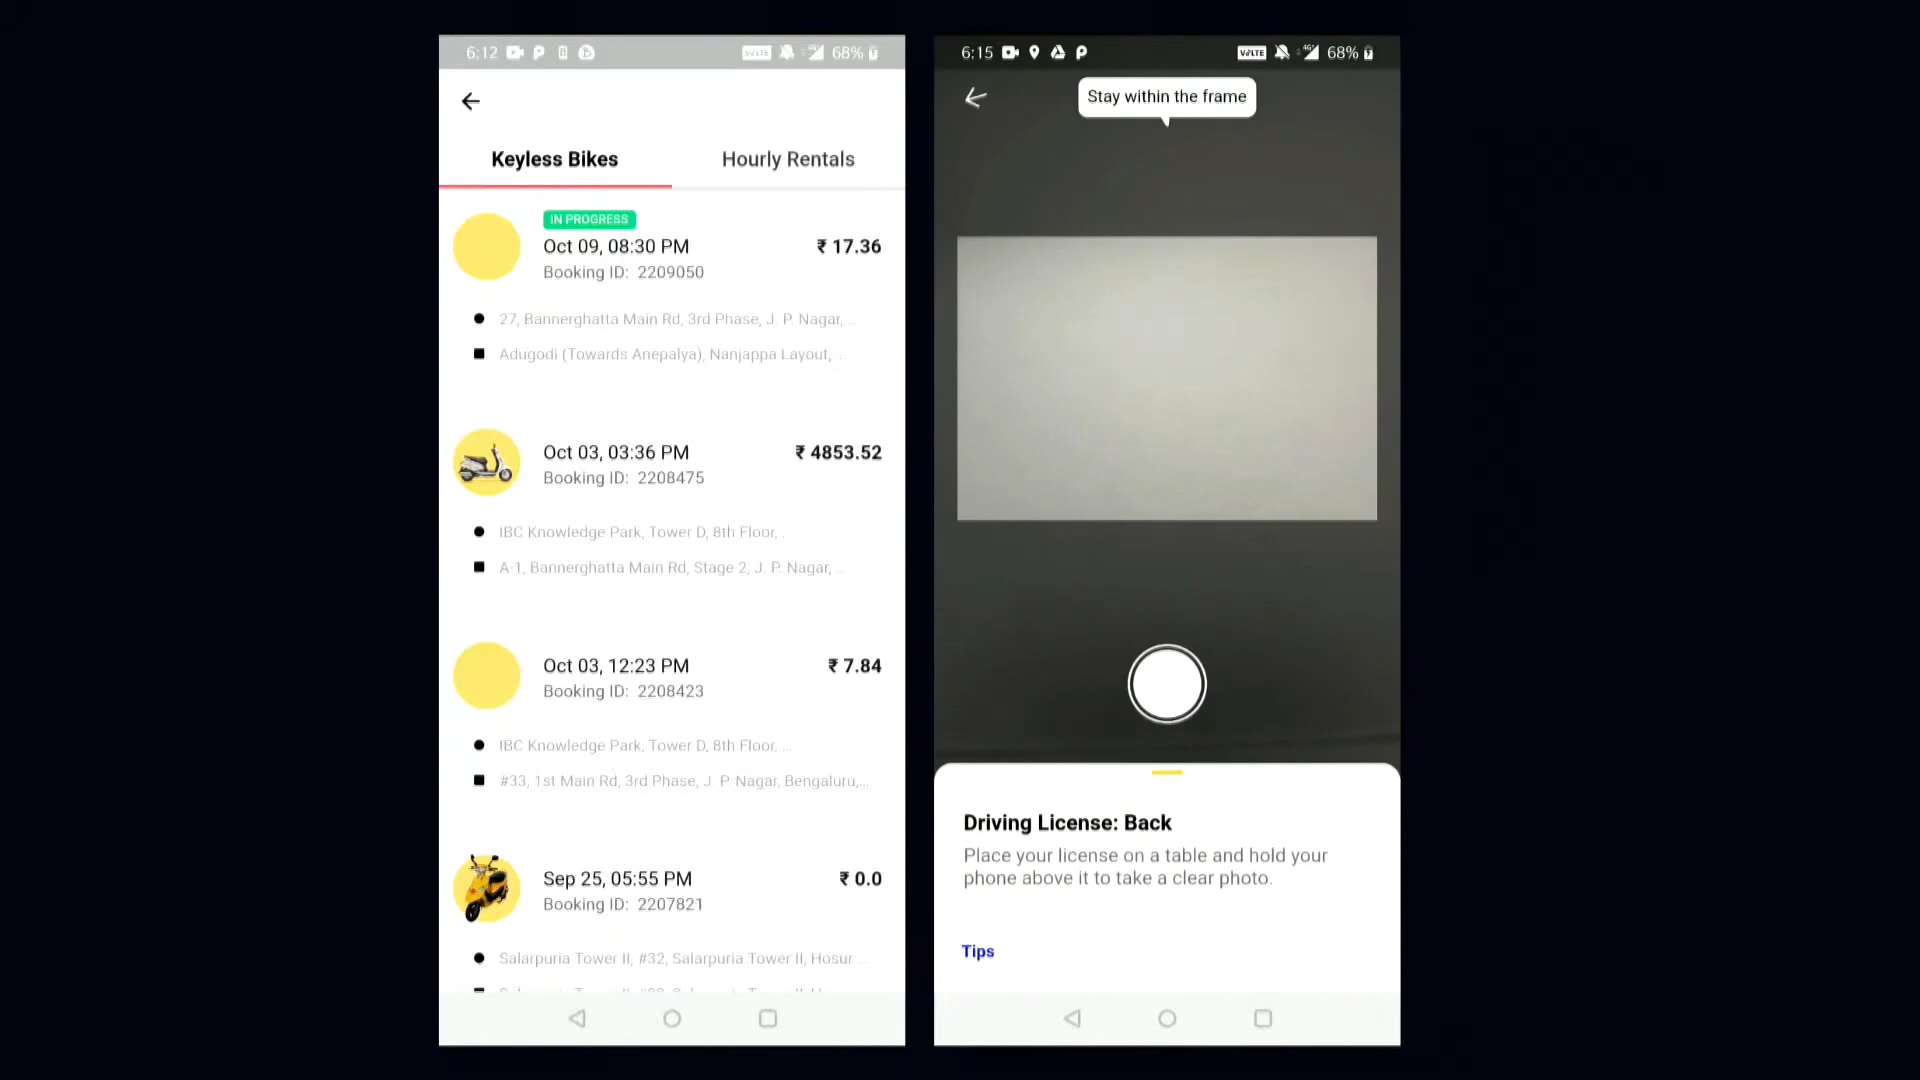 6:12
VoLTE 4G 68%
Keyless Bikes
Hourly Rentals
IN PROGRESS
Oct 09, 08:30 PM
₹ 17.36
Booking ID: 2209050
27, Bannerghatta Main Rd, 3rd Phase, J. P. Nagar, ...
Adugodi (Towards Anepalya), Nanjappa Layout, ...
Oct 03, 03:36 PM
₹ 4853.52
Booking ID: 2208475
IBC Knowledge Park, Tower D, 8th Floor, ...
A-1, Bannerghatta Main Rd, Stage 2, J. P. Nagar, ...
Oct 03, 12:23 PM
₹ 7.84
Booking ID: 2208423
IBC Knowledge Park, Tower D, 8th Floor, ...
#33, 1st Main Rd, 3rd Phase, J. P. Nagar, Bengaluru,...
Sep 25, 05:55 PM
₹ 0.0
Booking ID: 2207821
Salarpuria Tower II, #32, Salarpuria Tower II, Hosur ...
6:15
VoLTE 4G 68%
Stay within the frame
Driving License: Back
Place your license on a table and hold your
phone above it to take a clear photo.
Tips